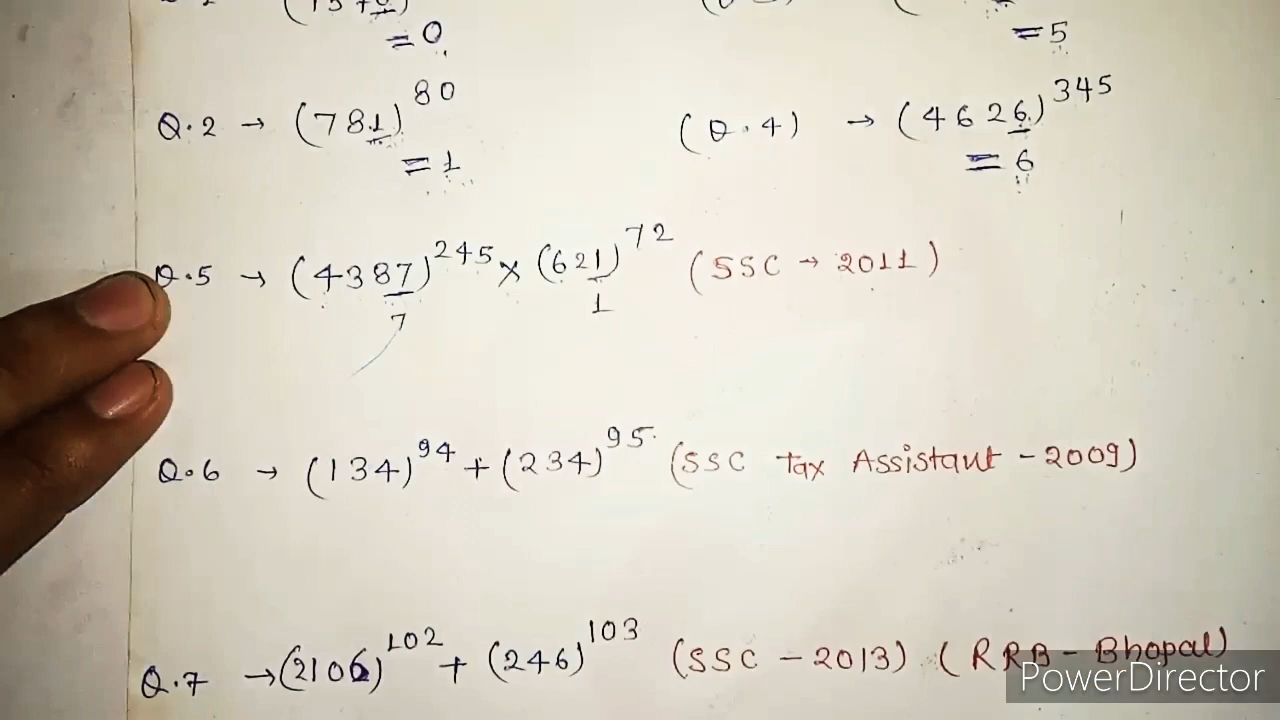 = 0
= 5
Q.2 → (781)^80
= 1
(Q.4) → (4626)^345
= 6
Q.5 → (4387)^245 × (621)^72 (SSC → 2011)
7
1
Q.6 → (134)^94 + (234)^95 (SSC Tax Assistant - 2009)
Q.7 → (2106)^102 + (246)^103 (SSC - 2013) (RRB - Bhopal)
PowerDirector